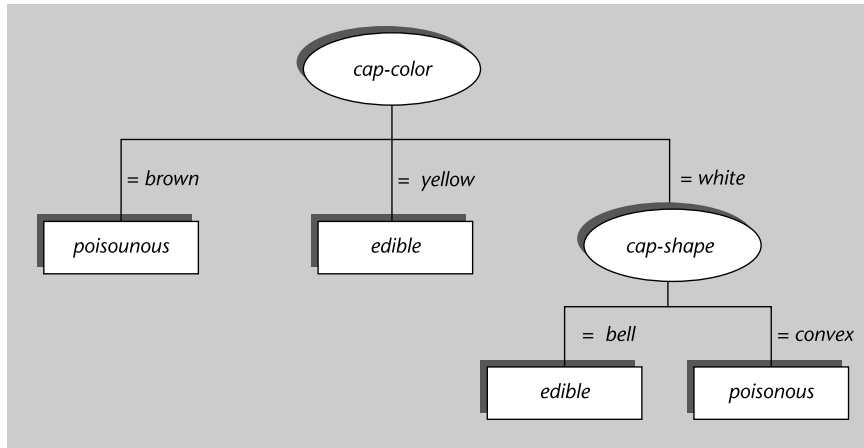 cap-color
= brown
= yellow
= white
poisounous
edible
cap-shape
= bell
= convex
edible
poisonous